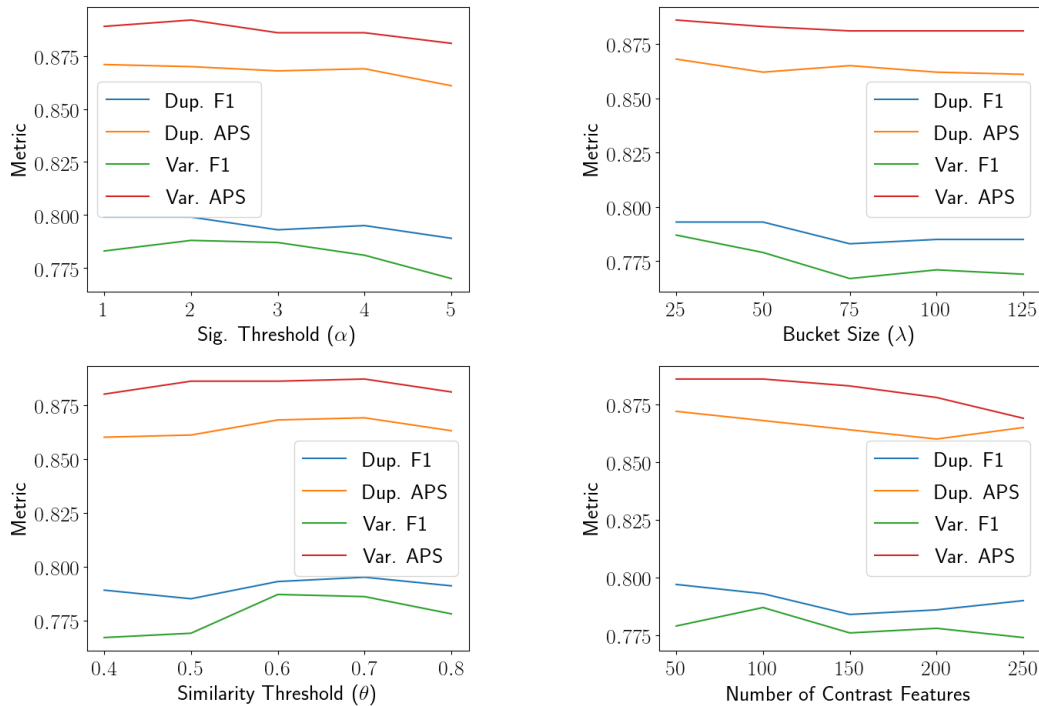 0.875
0.850
0.825
0.800
0.775
Metric
Dup. F1
Dup. APS
Var. F1
Var. APS
1 2 3 4 5
Sig. Threshold (α)
0.875
0.850
0.825
0.800
0.775
Metric
Dup. F1
Dup. APS
Var. F1
Var. APS
25 50 75 100 125
Bucket Size (λ)
0.875
0.850
0.825
0.800
0.775
Metric
Dup. F1
Dup. APS
Var. F1
Var. APS
0.4 0.5 0.6 0.7 0.8
Similarity Threshold (θ)
0.875
0.850
0.825
0.800
0.775
Metric
Dup. F1
Dup. APS
Var. F1
Var. APS
50 100 150 200 250
Number of Contrast Features